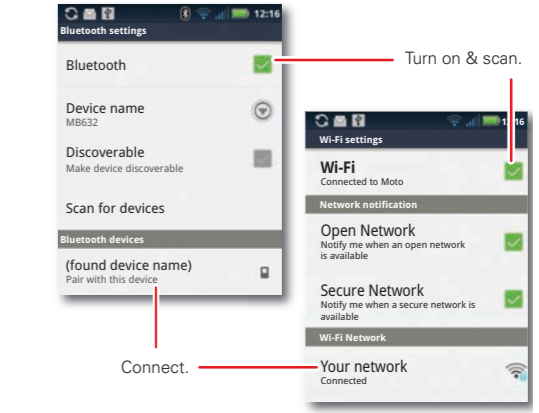 12:16
Bluetooth settings
Bluetooth
Device name
MB632
Discoverable
Make device discoverable
Scan for devices
Bluetooth devices
(found device name)
Pair with this device
Turn on & scan.
12:16
Wi-Fi settings
Wi-Fi
Connected to Moto
Network notification
Open Network
Notify me when an open network
is available
Secure Network
Notify me when a secure network is
available
Wi-Fi Network
Your network
Connected
Connect.